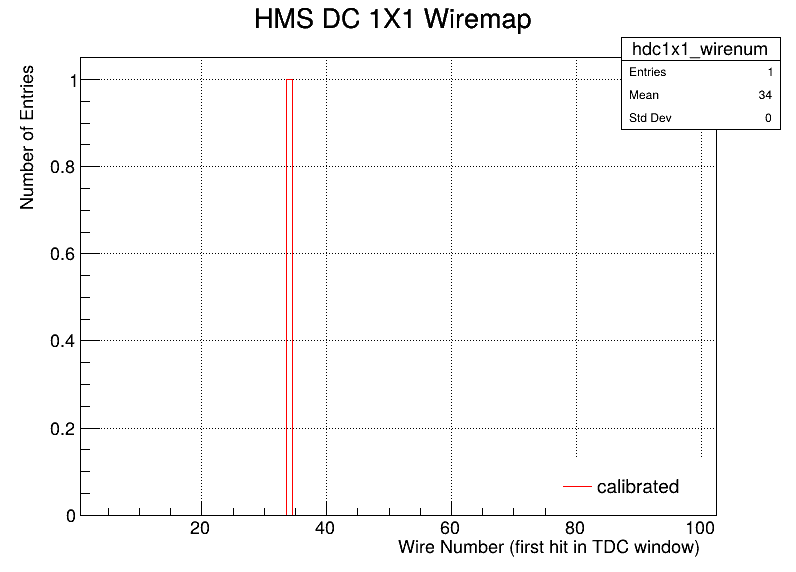 HMS DC 1X1 Wiremap
hdc1x1_wirenum
Entries 1
Mean 34
Std Dev 0
Number of Entries
1
0.8
0.6
0.4
0.2
0
calibrated
20 40 60 80 100
Wire Number (first hit in TDC window)